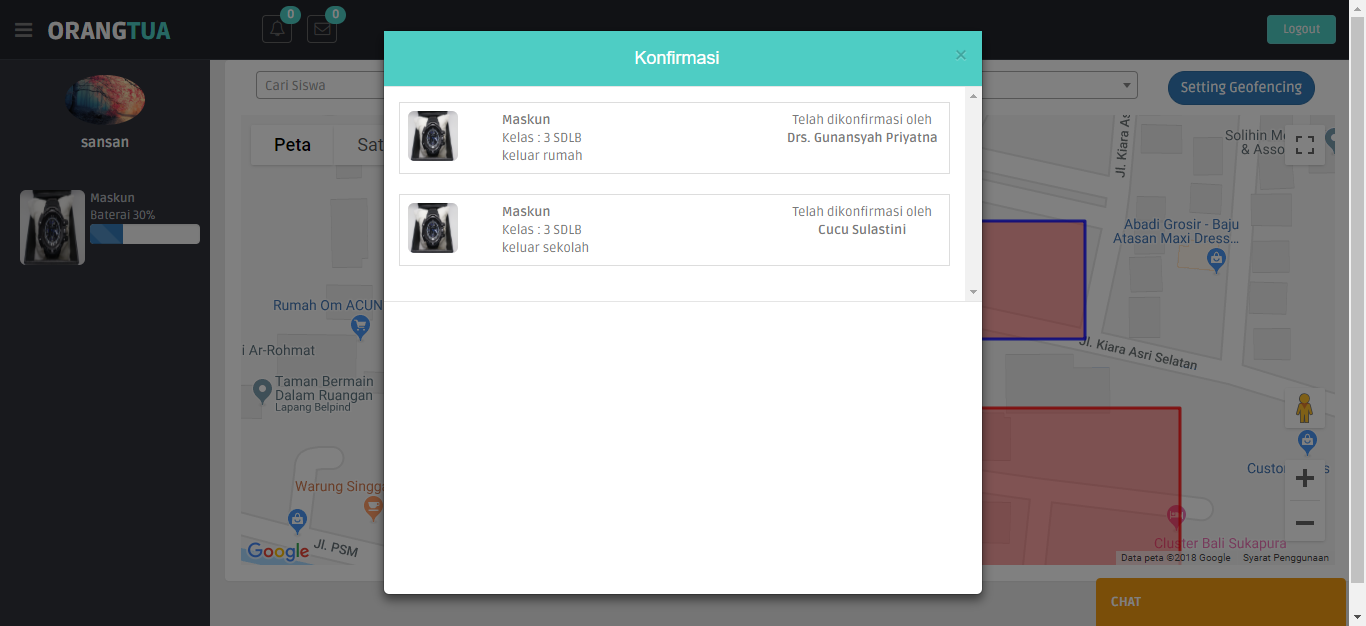 ORANGTUA
0
0
Logout
sansan
Maskun
Baterai 30%
Cari Siswa
Setting Geofencing
Konfirmasi
×
Maskun
Kelas : 3 SDLB
keluar rumah
Telah dikonfirmasi oleh
Drs. Gunansyah Priyatna
Maskun
Kelas : 3 SDLB
keluar sekolah
Telah dikonfirmasi oleh
Cucu Sulastini
Peta
Sat
Jl. Kiara As
Solihin M
& Asso
Abadi Grosir - Baju
Atasan Maxi Dress...
Rumah Om ACUN
i Ar-Rohmat
Jl. Kiara Asri Selatan
Taman Bermain
Dalam Ruangan
Lapang Belpind
Warung Singg
Jl. PSM
Google
Custo
s
Cluster Bali Sukapura
Data peta ©2018 Google
Syarat Penggunaan
CHAT